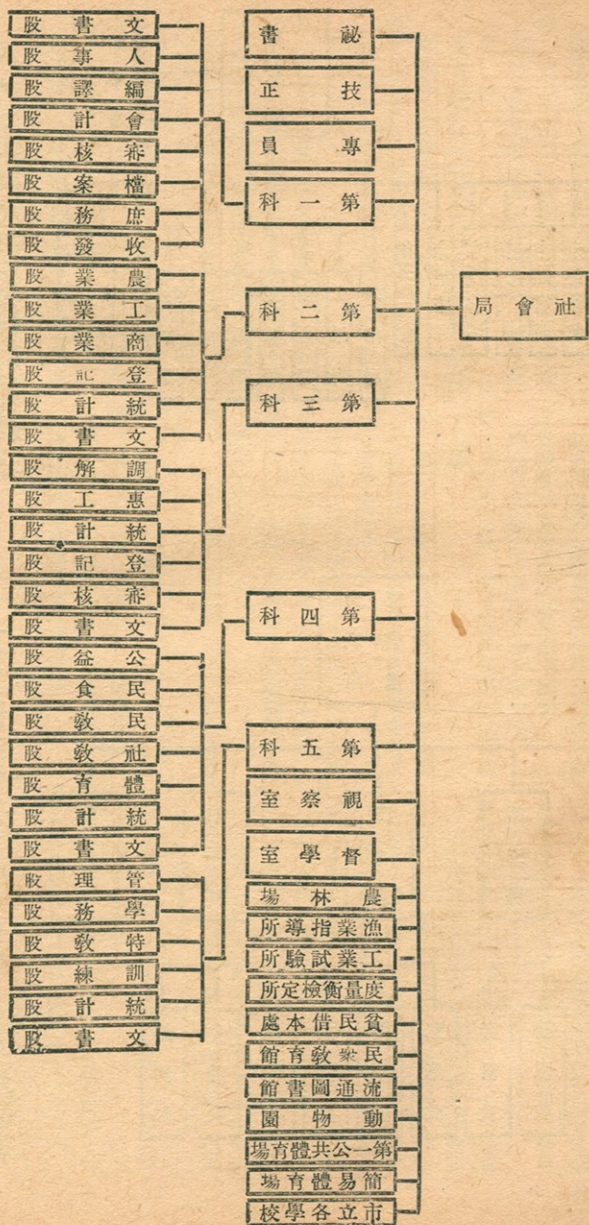 社會局
祕書
技正
專員
第一科
第二科
第三科
第四科
第五科
視察室
督學室
農林場
漁業指導所
工業試驗所
度量衡檢定所
貧民借本處
民衆敎育館
流通圖書館
動物園
第一公共體育場
簡易體育場
市立各學校
文書股
人事股
編譯股
會計股
審核股
檔案股
庶務股
收發股
農業股
工業股
商業股
登記股
統計股
文書股
調解股
惠工股
統計股
登記股
審核股
文書股
公益股
民食股
民敎股
社敎股
體育股
統計股
文書股
管理股
學務股
特敎股
訓練股
統計股
文書股